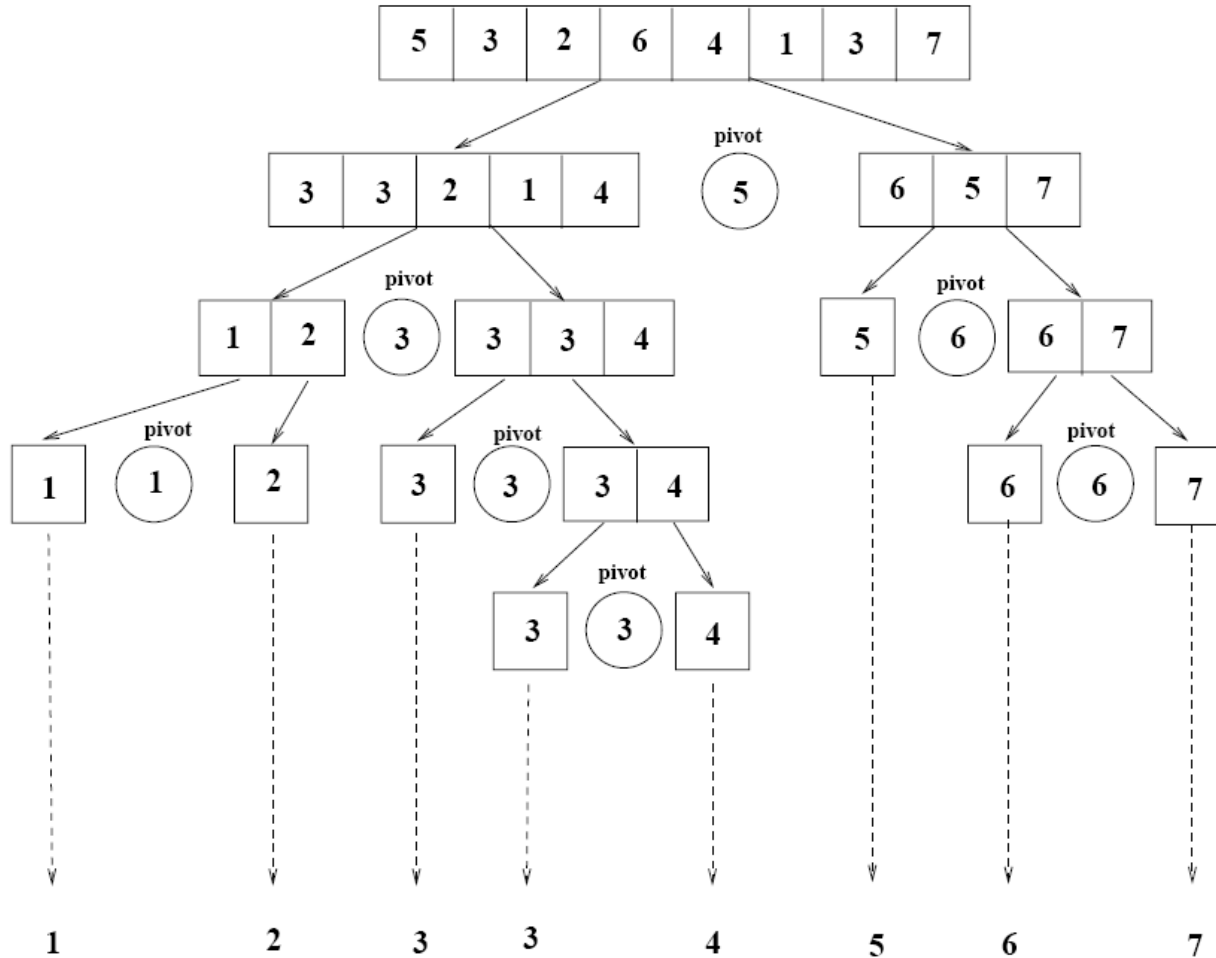 5 3 2 6 4 1 3 7
pivot
3 3 2 1 4 5 6 5 7
pivot pivot
1 2 3 3 3 4 5 6 6 7
pivot pivot pivot
1 1 2 3 3 3 4 6 6 7
pivot
3 3 4
1 2 3 3 4 5 6 7